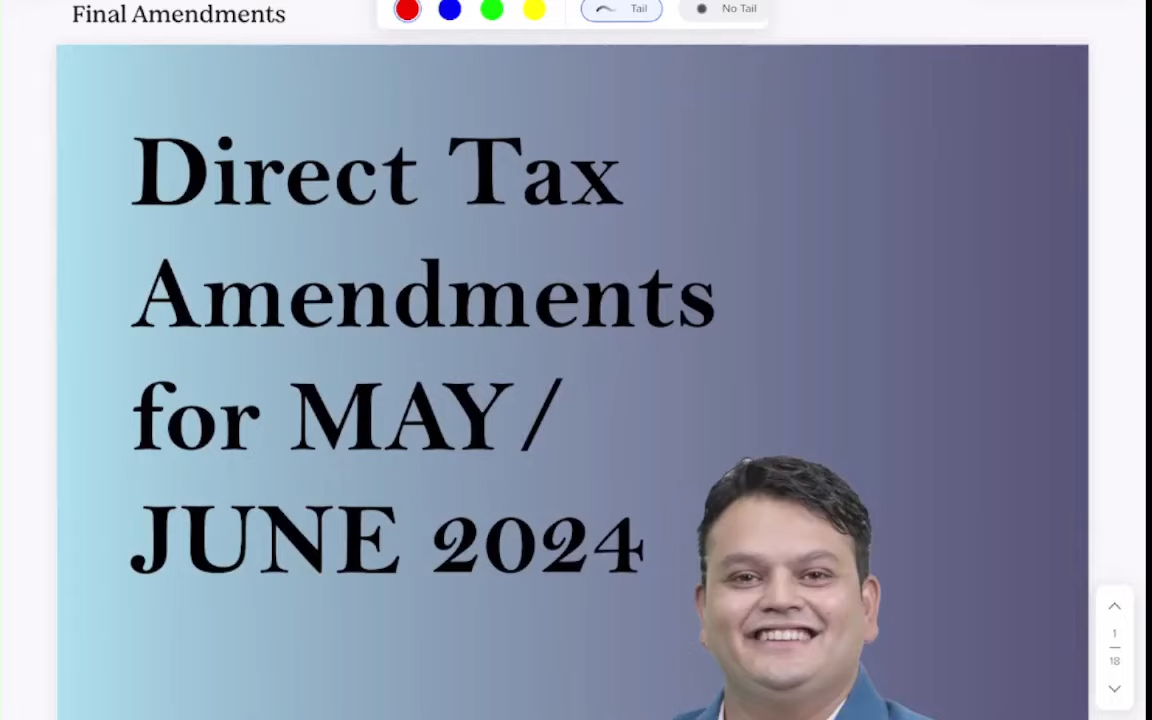 Final Amendments
Tail
No Tail
Direct Tax
Amendments
for MAY/
JUNE 2024
1
18